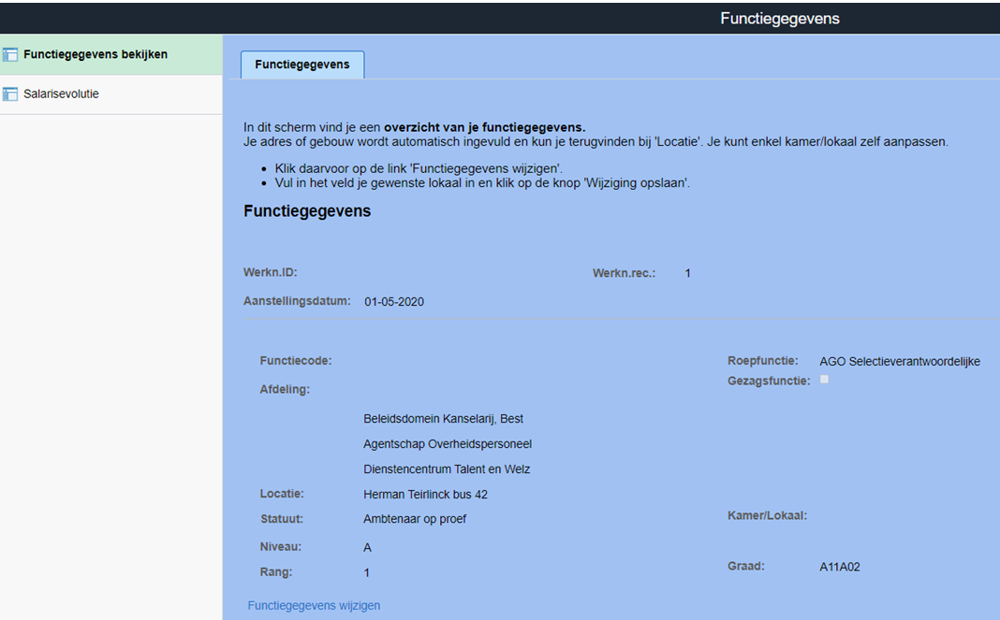 Functiegegevens
Functiegegevens bekijken
Salarisevolutie
Functiegegevens
In dit scherm vind je een overzicht van je functiegegevens.
Je adres of gebouw wordt automatisch ingevuld en kun je terugvinden bij 'Locatie'. Je kunt enkel kamer/lokaal zelf aanpassen.
Klik daarvoor op de link 'Functiegegevens wijzigen'.
Vul in het veld je gewenste lokaal in en klik op de knop 'Wijziging opslaan'.
Functiegegevens
Werkn.ID: Werkn.rec.: 1
Aanstellingsdatum: 01-05-2020
Functiecode: Roepfunctie: AGO Selectieverantwoordelijke
Gezagsfunctie:
Afdeling:
Beleidsdomein Kanselarij, Best
Agentschap Overheidspersoneel
Dienstencentrum Talent en Welz
Locatie: Herman Teirlinck bus 42
Statuut: Ambtenaar op proef Kamer/Lokaal:
Niveau: A
Rang: 1 Graad: A11A02
Functiegegevens wijzigen